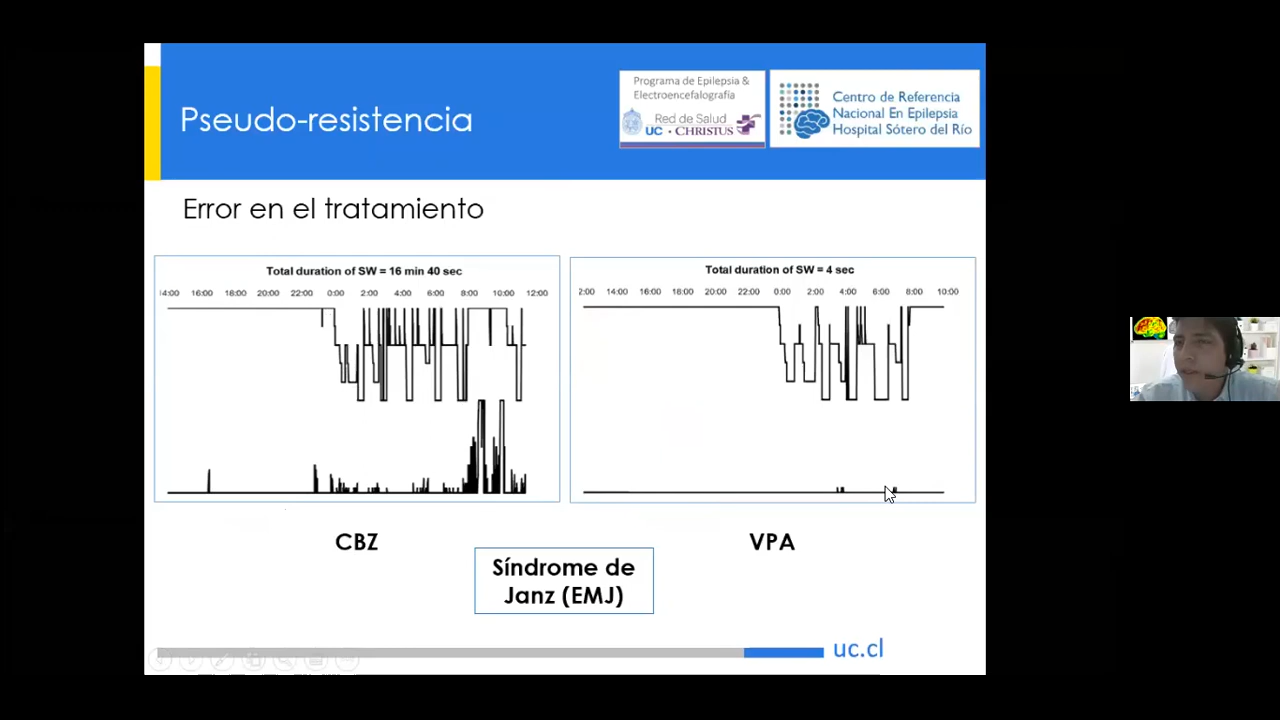 Pseudo-resistencia
Programa de Epilepsia &
Electroencefalografía
Red de Salud
UC • CHRISTUS
Centro de Referencia
Nacional En Epilepsia
Hospital Sótero del Río
Error en el tratamiento
Total duration of SW = 16 min 40 sec
14:00 16:00 18:00 20:00 22:00 0:00 2:00 4:00 6:00 8:00 10:00 12:00
Total duration of SW = 4 sec
2:00 14:00 16:00 18:00 20:00 22:00 0:00 2:00 4:00 6:00 8:00 10:00
CBZ
VPA
Síndrome de
Janz (EMJ)
uc.cl